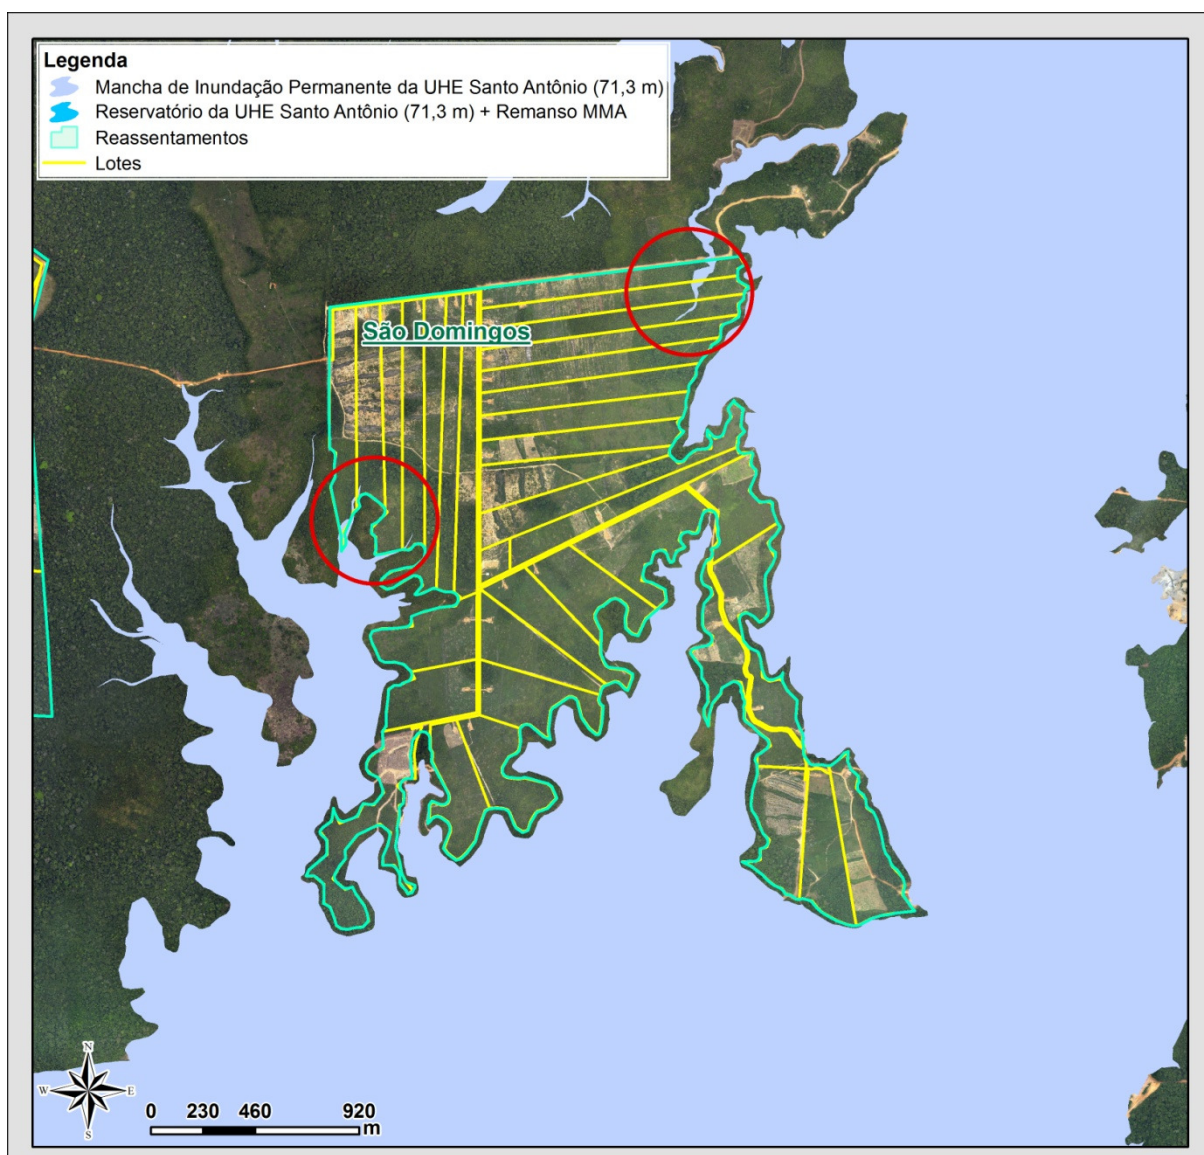 Legenda
Mancha de Inundação Permanente da UHE Santo Antônio (71,3 m)
Reservatório da UHE Santo Antônio (71,3 m) + Remanso MMA
Reassentamentos
Lotes
São Domingos
N
W E
S
0 230 460 920
m